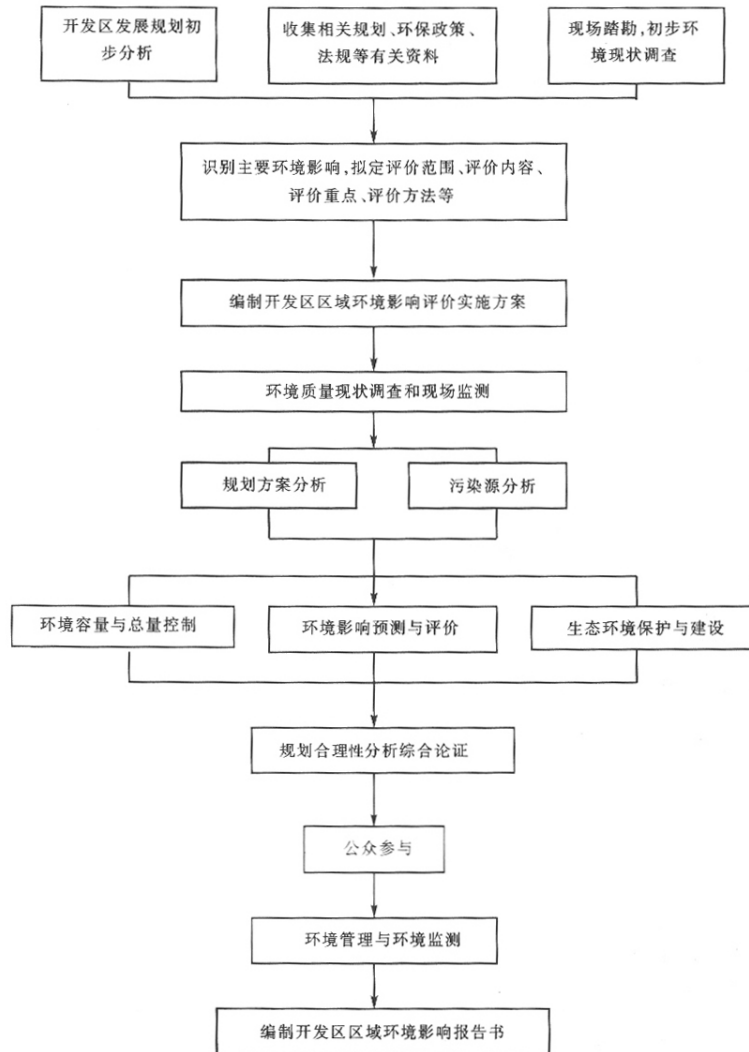 开发区发展规划初
步分析
收集相关规划、环保政策、
法规等有关资料
现场踏勘,初步环
境现状调查
识别主要环境影响,拟定评价范围、评价内容、
评价重点、评价方法等
编制开发区区域环境影响评价实施方案
环境质量现状调查和现场监测
规划方案分析
污染源分析
环境容量与总量控制
环境影响预测与评价
生态环境保护与建设
规划合理性分析综合论证
公众参与
环境管理与环境监测
编制开发区区域环境影响报告书